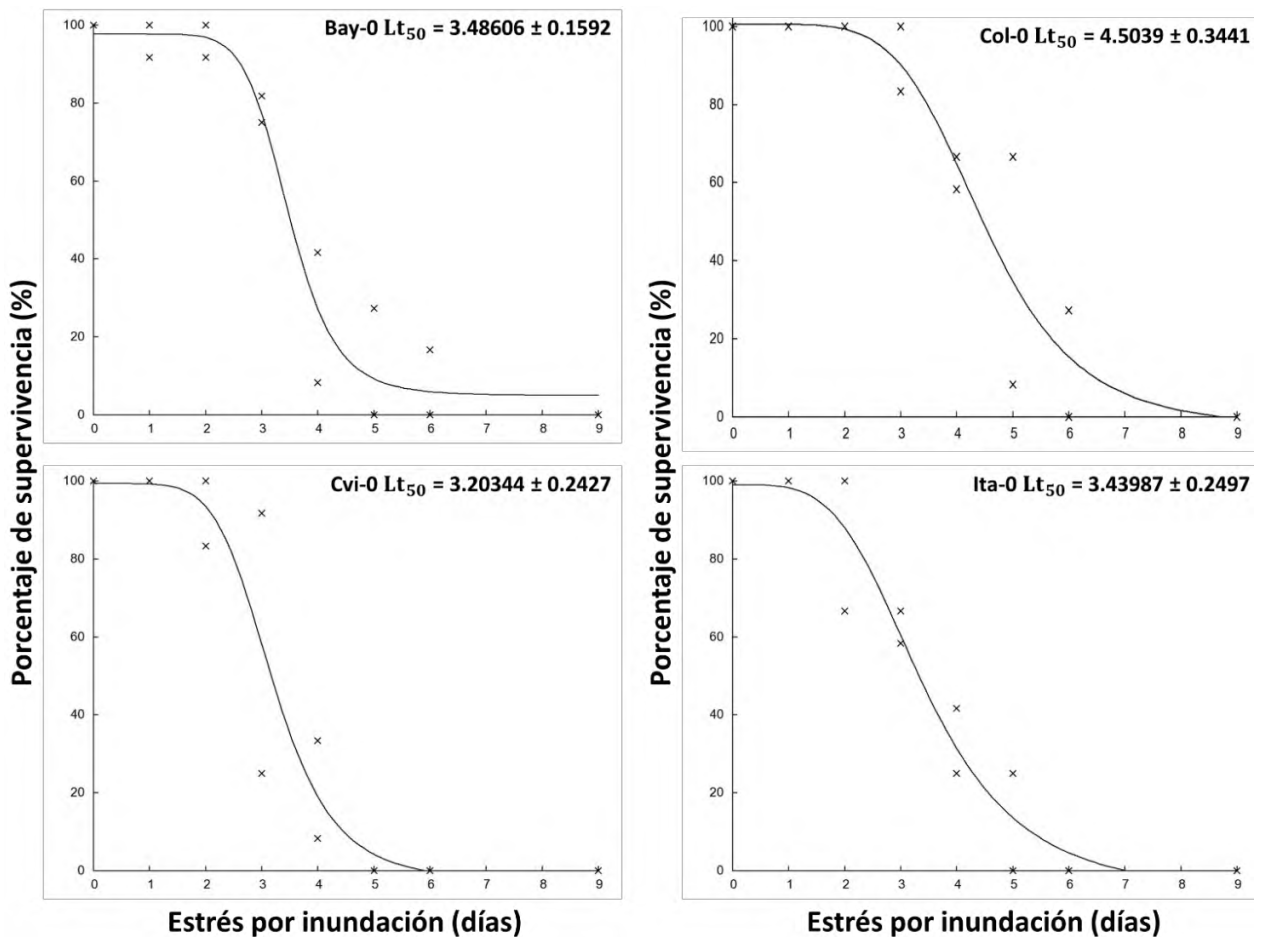 Bay-0 Lt50 = 3.48606 ± 0.1592
100
80
60
40
20
0
0 1 2 3 4 5 6 7 8 9
Col-0 Lt50 = 4.5039 ± 0.3441
100
80
60
40
20
0
0 1 2 3 4 5 6 7 8 9
Cvi-0 Lt50 = 3.20344 ± 0.2427
100
80
60
40
20
0
0 1 2 3 4 5 6 7 8 9
Ita-0 Lt50 = 3.43987 ± 0.2497
100
80
60
40
20
0
0 1 2 3 4 5 6 7 8 9
Porcentaje de supervivencia (%)
Porcentaje de supervivencia (%)
Estrés por inundación (días)
Estrés por inundación (días)